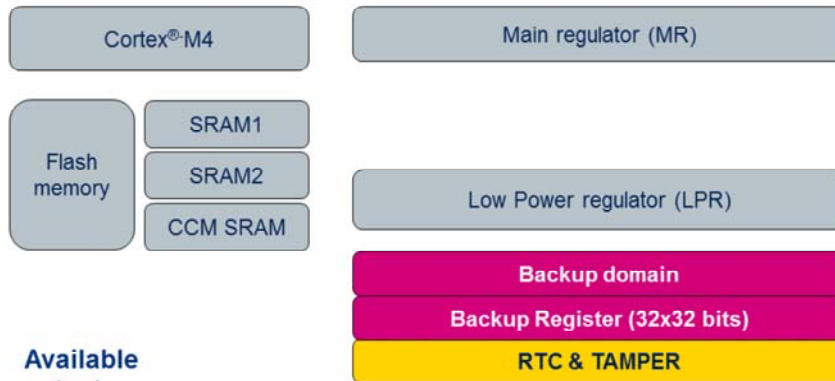 Cortex®-M4
Main regulator (MR)
Flash
memory
SRAM1
SRAM2
CCM SRAM
Low Power regulator (LPR)
Backup domain
Backup Register (32x32 bits)
RTC & TAMPER
Available